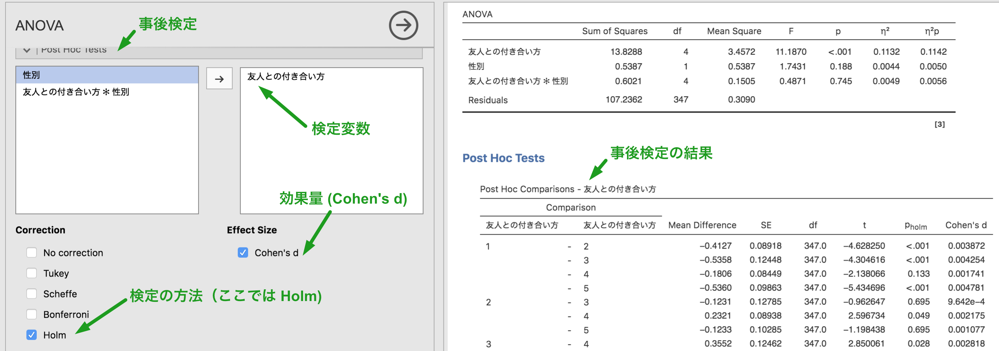 ANOVA
事後検定
Post Hoc Tests
性別
友人との付き合い方 ✻ 性別
→
友人との付き合い方
検定変数
効果量 (Cohen's d)
Correction
No correction
Tukey
Scheffe
Bonferroni
Holm
検定の方法（ここでは Holm)
Effect Size
Cohen's d
ANOVA
Sum of Squares df Mean Square F p η² η²p
友人との付き合い方 13.8288 4 3.4572 11.1870 <.001 0.1132 0.1142
性別 0.5387 1 0.5387 1.7431 0.188 0.0044 0.0050
友人との付き合い方 ✻ 性別 0.6021 4 0.1505 0.4871 0.745 0.0049 0.0056
Residuals 107.2362 347 0.3090
[3]
Post Hoc Tests
事後検定の結果
Post Hoc Comparisons - 友人との付き合い方
Comparison
友人との付き合い方 友人との付き合い方 Mean Difference SE df t pholm Cohen's d
1 - 2 −0.4127 0.08918 347.0 −4.628250 <.001 0.003872
- 3 −0.5358 0.12448 347.0 −4.304616 <.001 0.004254
- 4 −0.1806 0.08449 347.0 −2.138066 0.133 0.001741
- 5 −0.5360 0.09863 347.0 −5.434696 <.001 0.004781
2 - 3 −0.1231 0.12785 347.0 −0.962647 0.695 9.642e−4
- 4 0.2321 0.08938 347.0 2.596734 0.049 0.002175
- 5 −0.1233 0.10285 347.0 −1.198438 0.695 0.001077
3 - 4 0.3552 0.12462 347.0 2.850061 0.028 0.002818